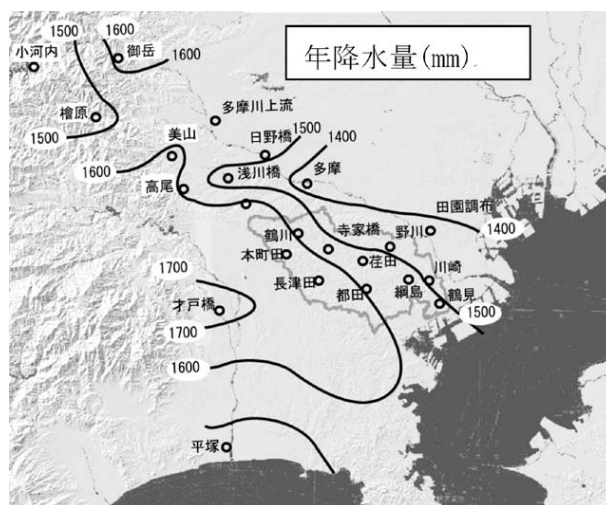 1500
1600
御岳
1600
小河内
年降水量(mm)
檜原
1500
多摩川上流
日野橋
1500
1400
美山
1600
浅川橋
多摩
高尾
田園調布
1400
鶴川
寺家橋
野川
本町田
荏田
川崎
長津田
都田
綱島
鶴見
1500
1700
才戸橋
1700
1600
平塚